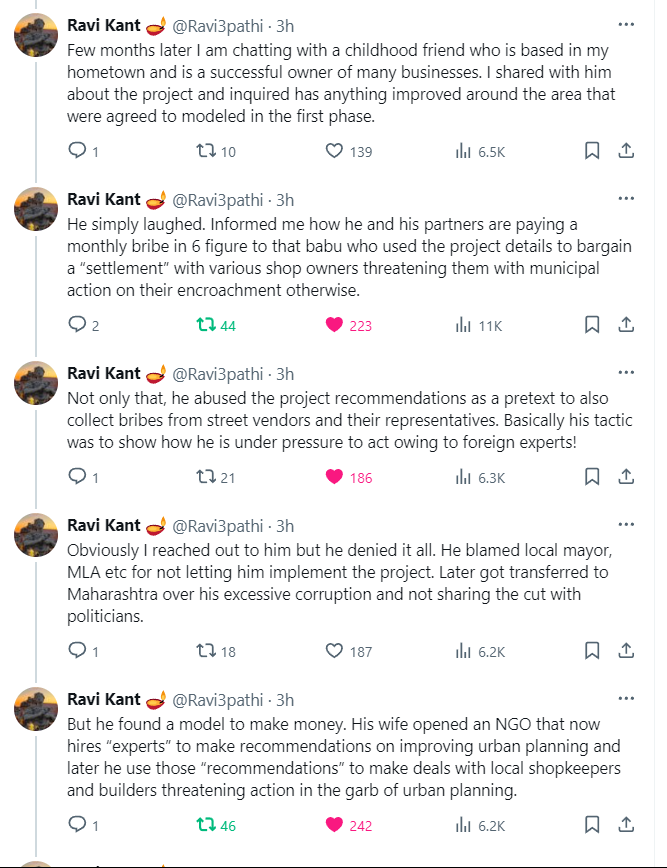 Ravi Kant @Ravi3pathi · 3h
Few months later I am chatting with a childhood friend who is based in my
hometown and is a successful owner of many businesses. I shared with him
about the project and inquired has anything improved around the area that
were agreed to modeled in the first phase.
1 10 139 6.5K
Ravi Kant @Ravi3pathi · 3h
He simply laughed. Informed me how he and his partners are paying a
monthly bribe in 6 figure to that babu who used the project details to bargain
a “settlement” with various shop owners threatening them with municipal
action on their encroachment otherwise.
2 44 223 11K
Ravi Kant @Ravi3pathi · 3h
Not only that, he abused the project recommendations as a pretext to also
collect bribes from street vendors and their representatives. Basically his tactic
was to show how he is under pressure to act owing to foreign experts!
1 21 186 6.3K
Ravi Kant @Ravi3pathi · 3h
Obviously I reached out to him but he denied it all. He blamed local mayor,
MLA etc for not letting him implement the project. Later got transferred to
Maharashtra over his excessive corruption and not sharing the cut with
politicians.
1 18 187 6.2K
Ravi Kant @Ravi3pathi · 3h
But he found a model to make money. His wife opened an NGO that now
hires “experts” to make recommendations on improving urban planning and
later he use those “recommendations” to make deals with local shopkeepers
and builders threatening action in the garb of urban planning.
1 46 242 6.2K